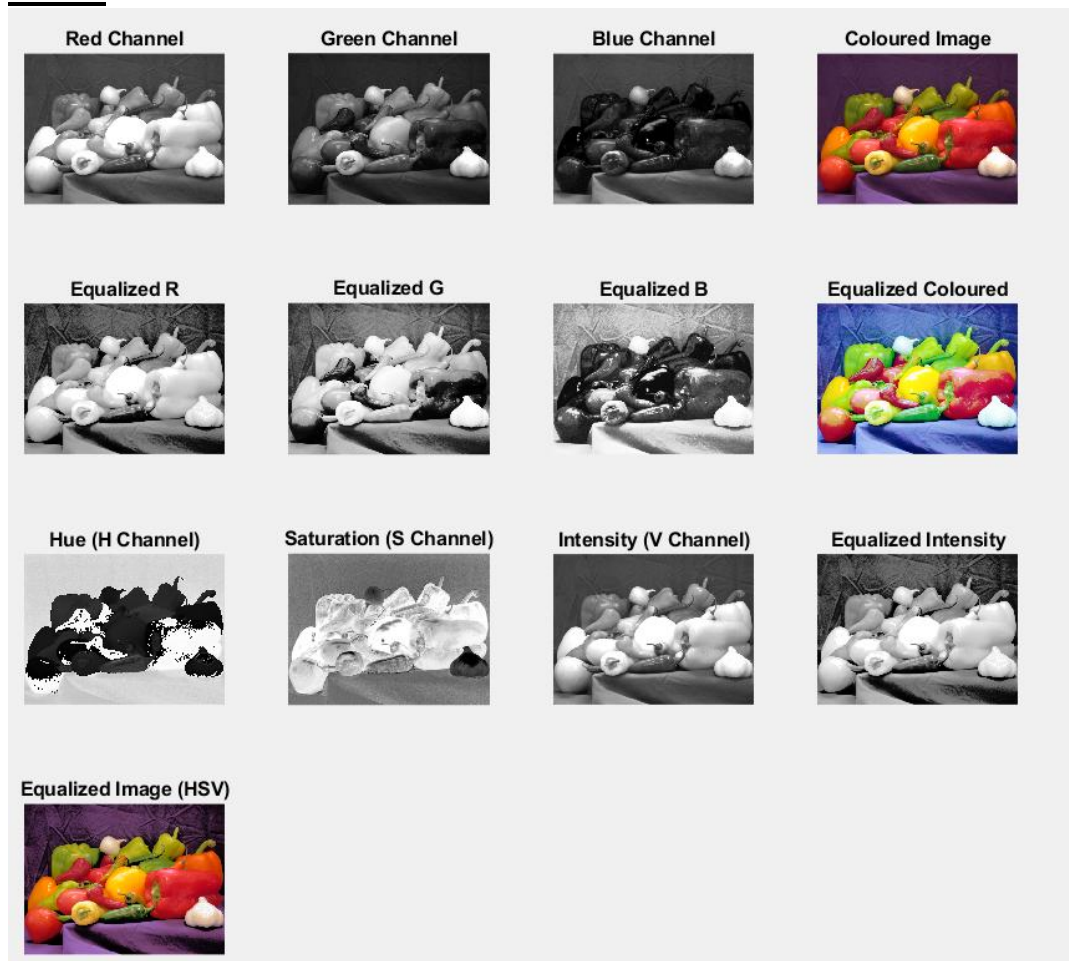 Red Channel
Green Channel
Blue Channel
Coloured Image
Equalized R
Equalized G
Equalized B
Equalized Coloured
Hue (H Channel)
Saturation (S Channel)
Intensity (V Channel)
Equalized Intensity
Equalized Image (HSV)